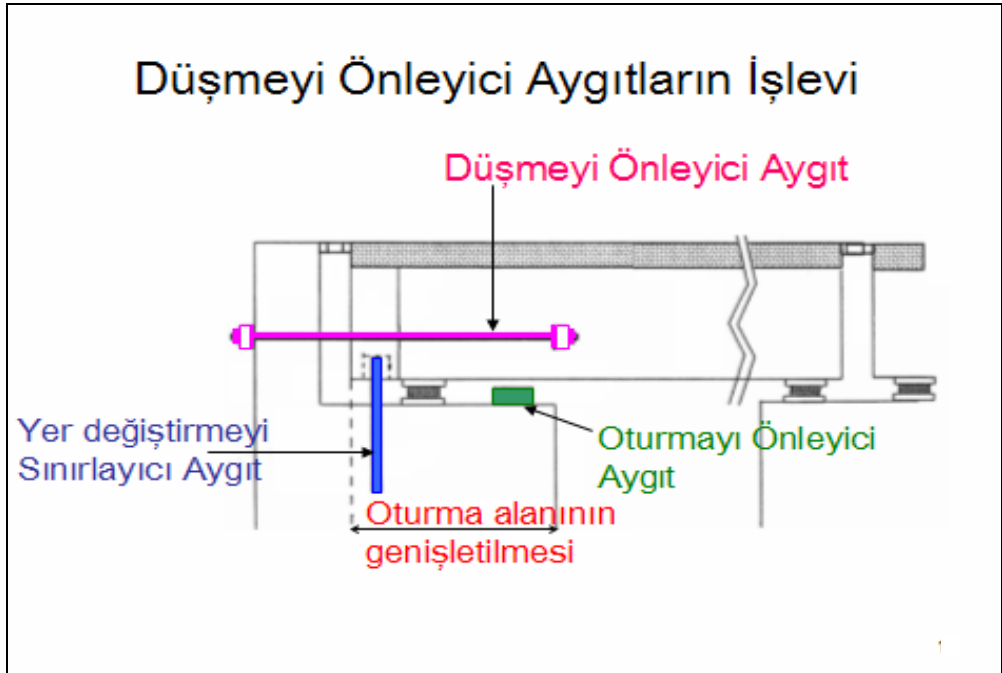 Düşmeyi Önleyici Aygıtların İşlevi
Düşmeyi Önleyici Aygıt
Yer değiştirmeyi
Sınırlayıcı Aygıt
Oturmayı Önleyici
Aygıt
Oturma alanının
genişletilmesi